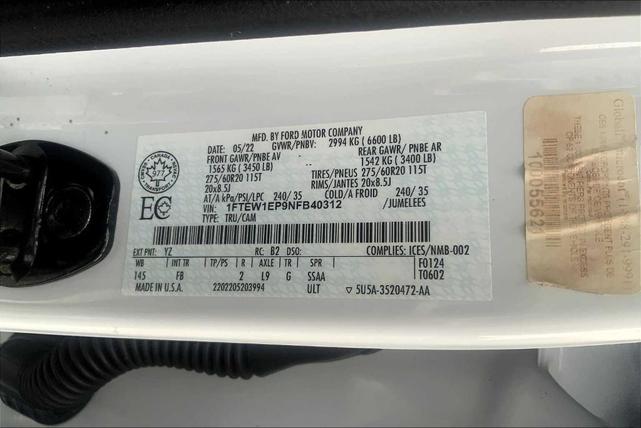 MFD. BY FORD MOTOR COMPANY
05/22 GVWR/PNBV: 2994 KG ( 6600 LB)
FRONT GAWR/PNBE AV REAR GAWR/PNBE AR
1565 KG ( 3450 LB) 1542 KG ( 3400 LB)
275/60R20 115T TIRES/PNEUS 275/60R20 115T
20x8.5J RIMS/JANTES 20x8.5J
AT/A kPa/PSI/LPC 240/ 35 COLD/A FROID 240/ 35
VIN: 1FTEW1EP9NFB40312 /JUMELEES
TYPE: TRU/CAM
CANADA
977
EC
EXT PNT: YZ RC: B2 DSO: COMPLIES: ICES/NMB-002
WB INT TR TP/PS R AXLE TR SPR F0124
145 FB 2 L9 G SSAA T0602
2202205203994 ULT ▽ 5U5A-3520472-AA